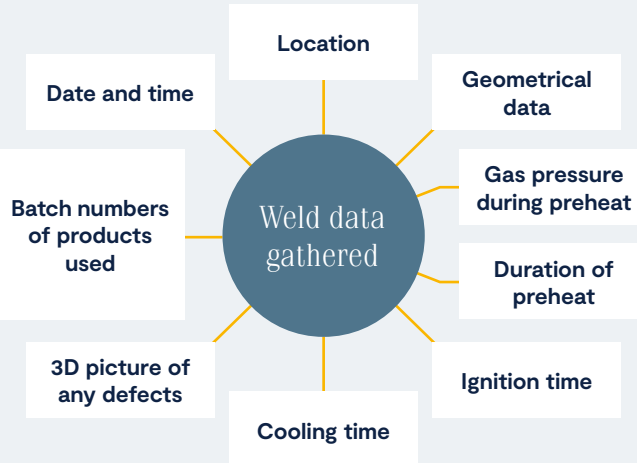 Location
Date and time
Geometrical
data
Gas pressure
during preheat
Batch numbers
of products
used
Weld data
gathered
Duration of
preheat
3D picture of
any defects
Ignition time
Cooling time